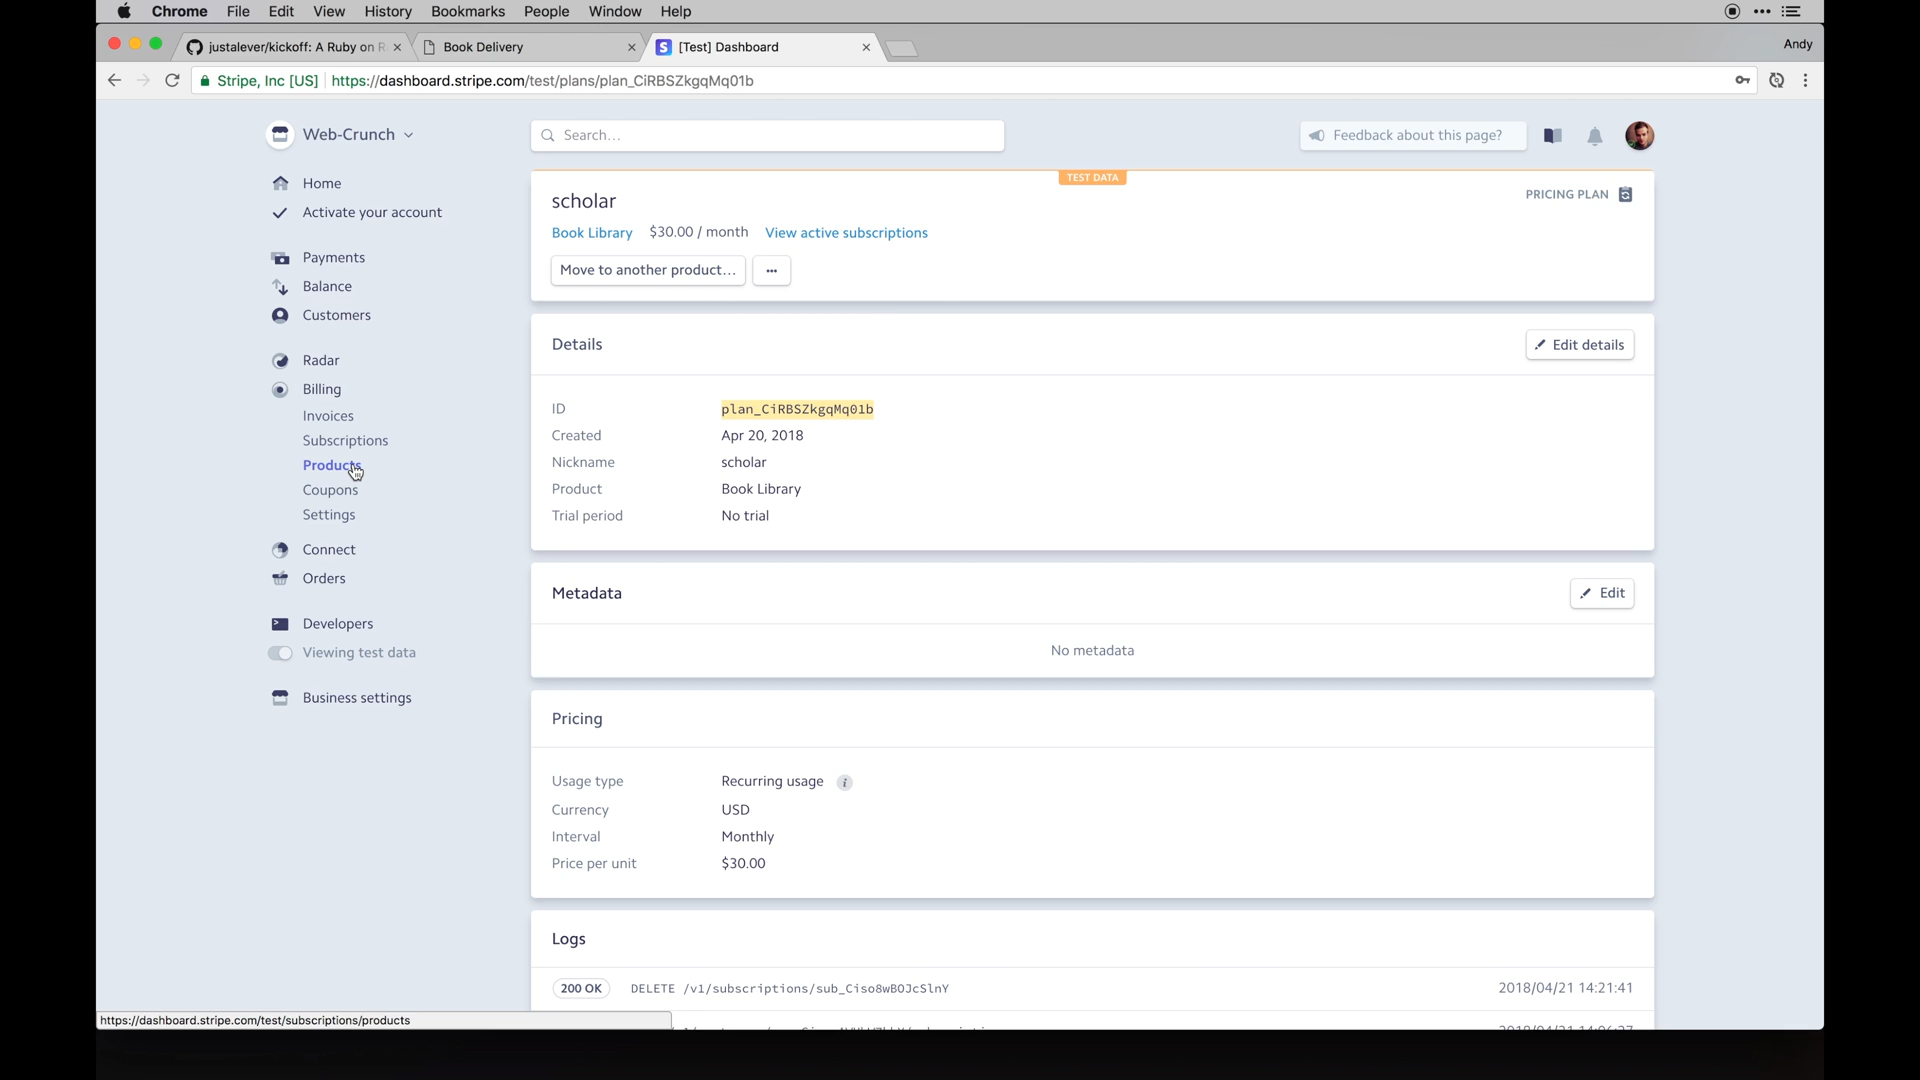 Chrome File Edit View History Bookmarks People Window Help
justalever/kickoff: A Ruby on R
Book Delivery
[Test] Dashboard
Andy
Stripe, Inc [US] https://dashboard.stripe.com/test/plans/plan_CiRBSZkgqMq01b
Web-Crunch
Search...
Feedback about this page?
Home
Activate your account
Payments
Balance
Customers
Radar
Billing
Invoices
Subscriptions
Products
Coupons
Settings
Connect
Orders
Developers
Viewing test data
Business settings
TEST DATA
scholar
PRICING PLAN
Book Library $30.00 / month View active subscriptions
Move to another product...
Details
Edit details
ID plan_CiRBSZkgqMq01b
Created Apr 20, 2018
Nickname scholar
Product Book Library
Trial period No trial
Metadata
Edit
No metadata
Pricing
Usage type Recurring usage i
Currency USD
Interval Monthly
Price per unit $30.00
Logs
200 OK DELETE /v1/subscriptions/sub_Ciso8wBOJcSlnY 2018/04/21 14:21:41
https://dashboard.stripe.com/test/subscriptions/products